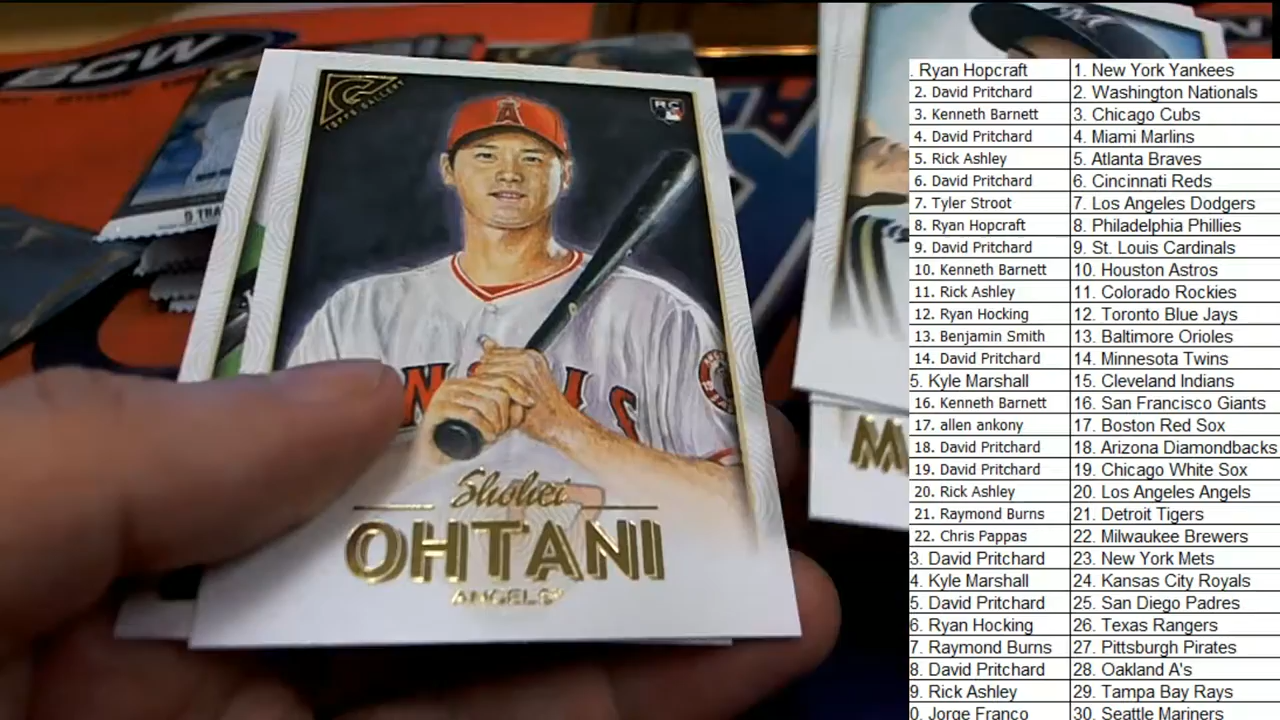 BCW
TOPPS GALLERY
RC
A
Shohei
OHTANI
ANGELS
. Ryan Hopcraft 1. New York Yankees
2. David Pritchard 2. Washington Nationals
3. Kenneth Barnett 3. Chicago Cubs
4. David Pritchard 4. Miami Marlins
5. Rick Ashley 5. Atlanta Braves
6. David Pritchard 6. Cincinnati Reds
7. Tyler Stroot 7. Los Angeles Dodgers
8. Ryan Hopcraft 8. Philadelphia Phillies
9. David Pritchard 9. St. Louis Cardinals
10. Kenneth Barnett 10. Houston Astros
11. Rick Ashley 11. Colorado Rockies
12. Ryan Hocking 12. Toronto Blue Jays
13. Benjamin Smith 13. Baltimore Orioles
14. David Pritchard 14. Minnesota Twins
5. Kyle Marshall 15. Cleveland Indians
16. Kenneth Barnett 16. San Francisco Giants
17. allen ankony 17. Boston Red Sox
18. David Pritchard 18. Arizona Diamondbacks
19. David Pritchard 19. Chicago White Sox
20. Rick Ashley 20. Los Angeles Angels
21. Raymond Burns 21. Detroit Tigers
22. Chris Pappas 22. Milwaukee Brewers
3. David Pritchard 23. New York Mets
4. Kyle Marshall 24. Kansas City Royals
5. David Pritchard 25. San Diego Padres
6. Ryan Hocking 26. Texas Rangers
7. Raymond Burns 27. Pittsburgh Pirates
8. David Pritchard 28. Oakland A's
9. Rick Ashley 29. Tampa Bay Rays
0. Jorge Franco 30. Seattle Mariners